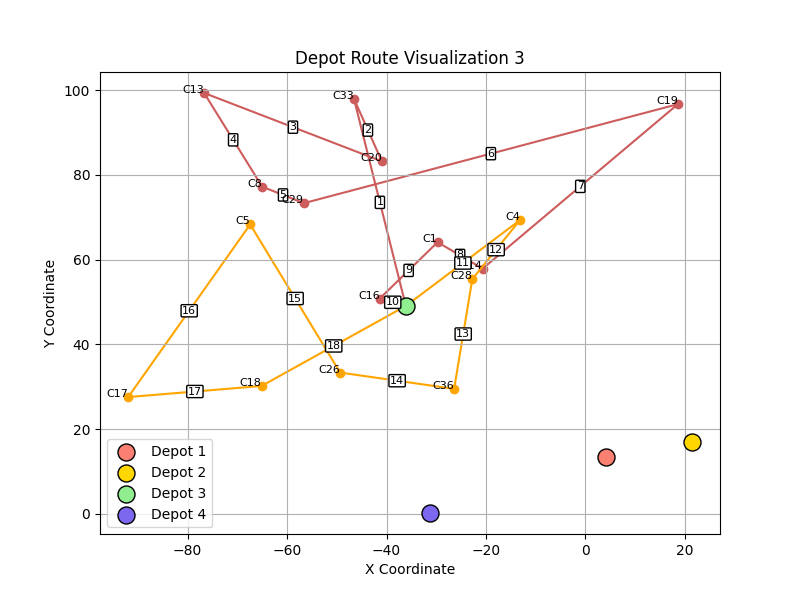 Depot Route Visualization 3
Y Coordinate
100
80
60
40
20
0
C13
C33
C19
4
3
2
C20
6
C8
5
C29
1
7
C5
C4
C1
8
12
11
9
C28
C16
10
15
16
13
18
C26
14
C36
C17
17
C18
Depot 1
Depot 2
Depot 3
Depot 4
−80
−60
−40
−20
0
20
X Coordinate